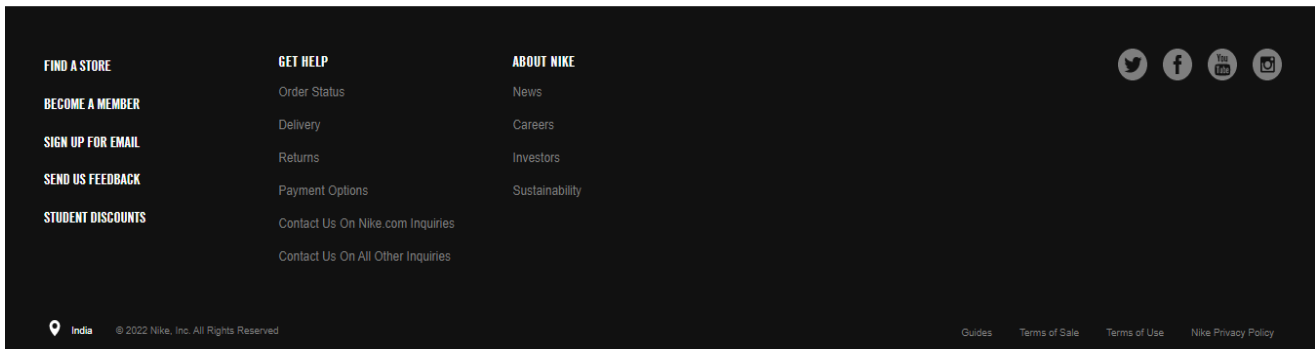 FIND A STORE
BECOME A MEMBER
SIGN UP FOR EMAIL
SEND US FEEDBACK
STUDENT DISCOUNTS
GET HELP
Order Status
Delivery
Returns
Payment Options
Contact Us On Nike.com Inquiries
Contact Us On All Other Inquiries
ABOUT NIKE
News
Careers
Investors
Sustainability
You
Tube
India © 2022 Nike, Inc. All Rights Reserved
Guides Terms of Sale Terms of Use Nike Privacy Policy